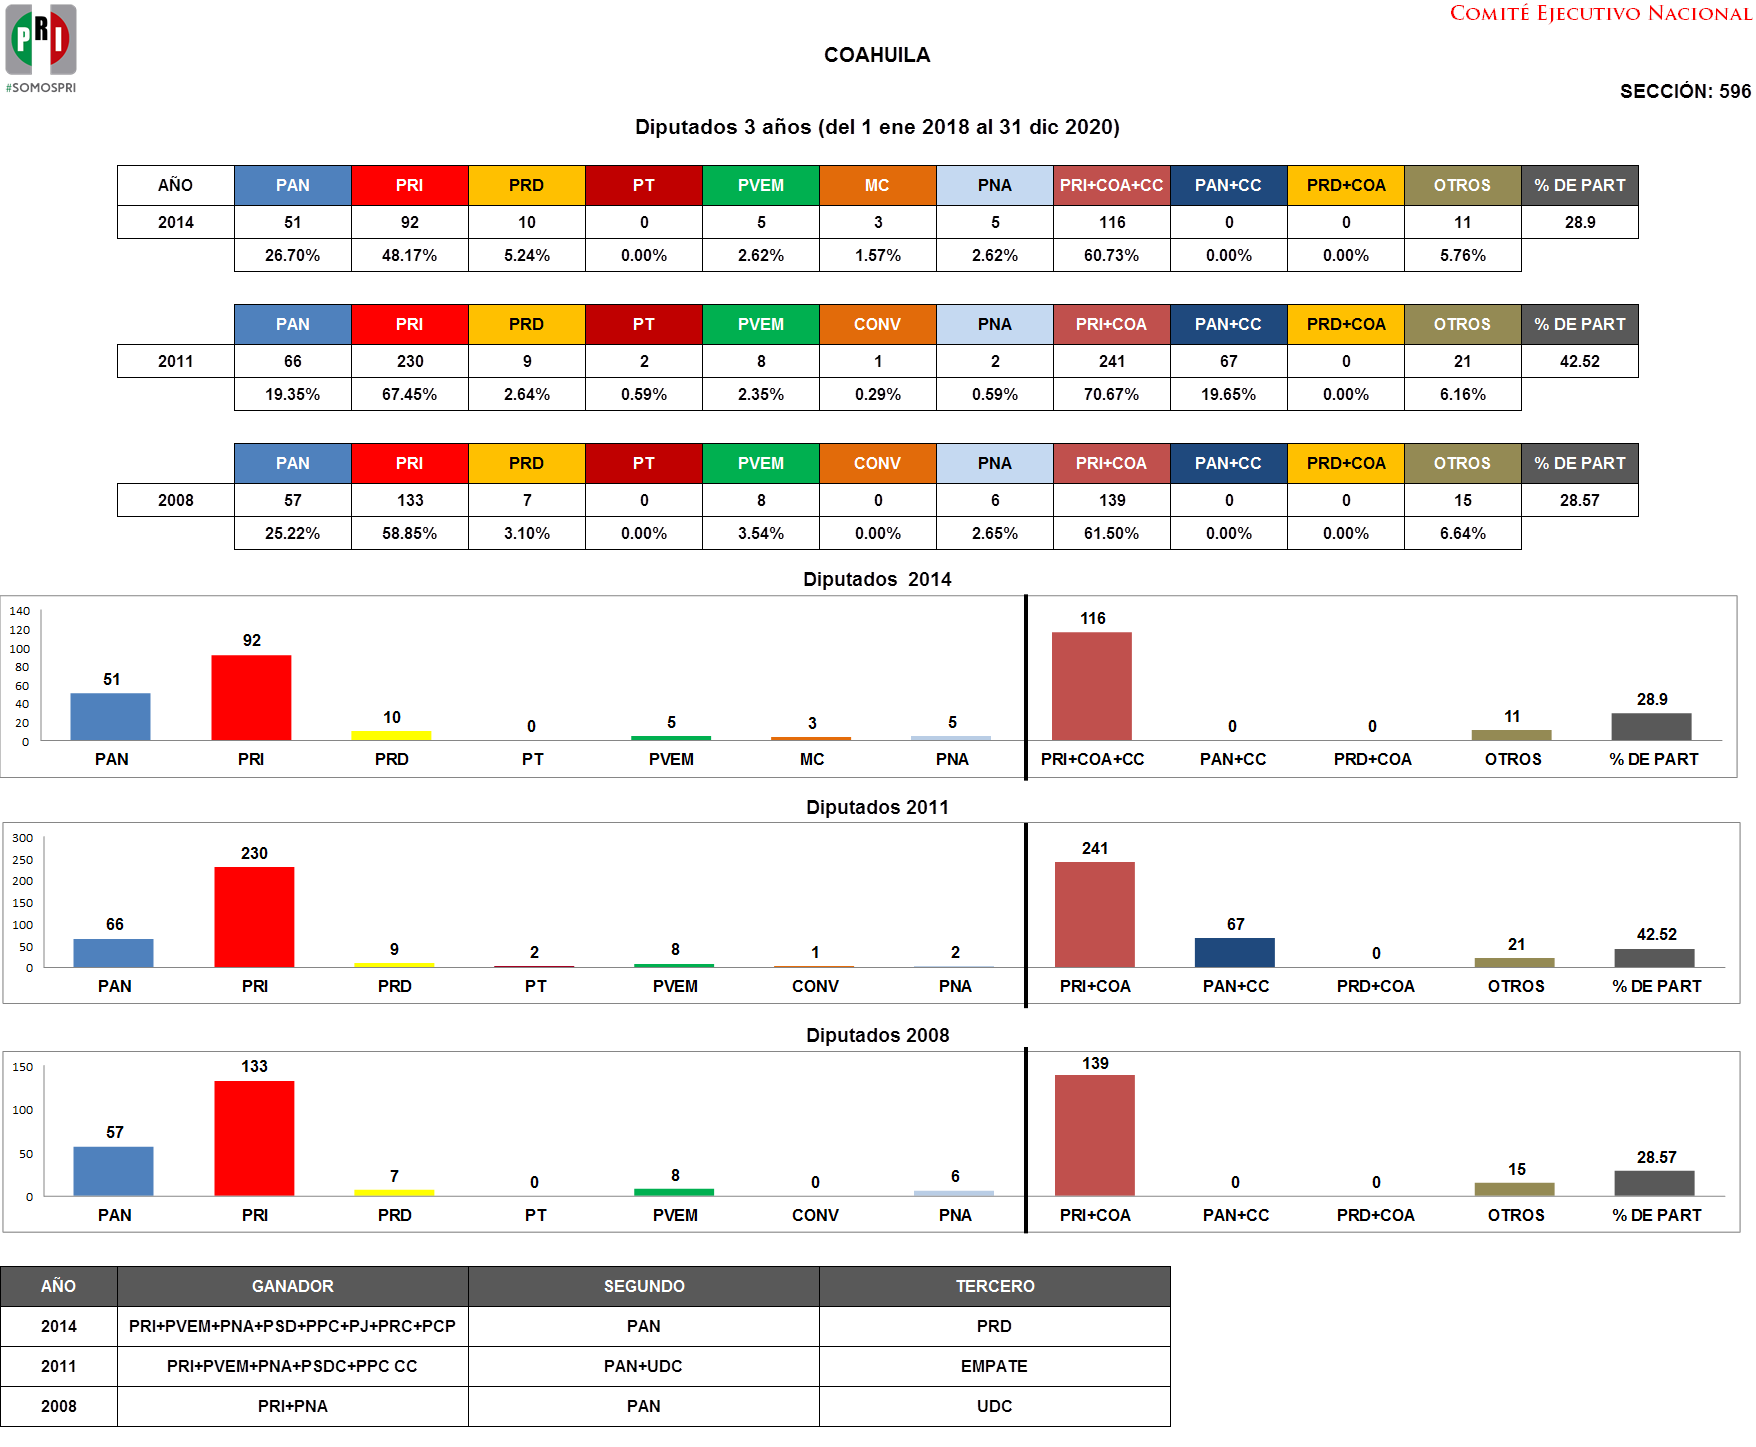 PRI
#SOMOSPRI
COMITÉ EJECUTIVO NACIONAL
COAHUILA
SECCIÓN: 596
Diputados 3 años (del 1 ene 2018 al 31 dic 2020)
AÑO PAN PRI PRD PT PVEM MC PNA PRI+COA+CC PAN+CC PRD+COA OTROS % DE PART
2014 51 92 10 0 5 3 5 116 0 0 11 28.9
26.70% 48.17% 5.24% 0.00% 2.62% 1.57% 2.62% 60.73% 0.00% 0.00% 5.76%
PAN PRI PRD PT PVEM CONV PNA PRI+COA PAN+CC PRD+COA OTROS % DE PART
2011 66 230 9 2 8 1 2 241 67 0 21 42.52
19.35% 67.45% 2.64% 0.59% 2.35% 0.29% 0.59% 70.67% 19.65% 0.00% 6.16%
PAN PRI PRD PT PVEM CONV PNA PRI+COA PAN+CC PRD+COA OTROS % DE PART
2008 57 133 7 0 8 0 6 139 0 0 15 28.57
25.22% 58.85% 3.10% 0.00% 3.54% 0.00% 2.65% 61.50% 0.00% 0.00% 6.64%
Diputados 2014
140
120
100
80
60
40
20
0
51 92 10 0 5 3 5 116 0 0 11 28.9
PAN PRI PRD PT PVEM MC PNA PRI+COA+CC PAN+CC PRD+COA OTROS % DE PART
Diputados 2011
300
250
200
150
100
50
0
66 230 9 2 8 1 2 241 67 0 21 42.52
PAN PRI PRD PT PVEM CONV PNA PRI+COA PAN+CC PRD+COA OTROS % DE PART
Diputados 2008
150
100
50
0
57 133 7 0 8 0 6 139 0 0 15 28.57
PAN PRI PRD PT PVEM CONV PNA PRI+COA PAN+CC PRD+COA OTROS % DE PART
AÑO GANADOR SEGUNDO TERCERO
2014 PRI+PVEM+PNA+PSD+PPC+PJ+PRC+PCP PAN PRD
2011 PRI+PVEM+PNA+PSDC+PPC CC PAN+UDC EMPATE
2008 PRI+PNA PAN UDC